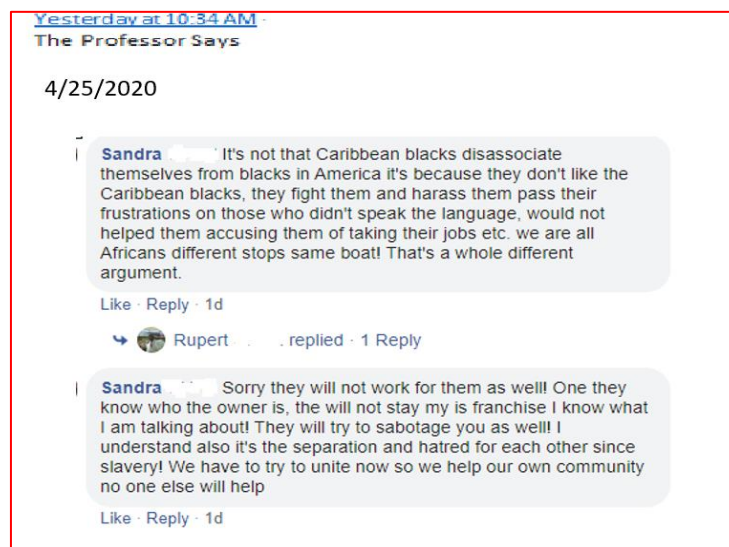 Yesterday at 10:34 AM ·
The Professor Says
4/25/2020
Sandra It's not that Caribbean blacks disassociate
themselves from blacks in America it's because they don't like the
Caribbean blacks, they fight them and harass them pass their
frustrations on those who didn't speak the language, would not
helped them accusing them of taking their jobs etc. we are all
Africans different stops same boat! That's a whole different
argument.
Like · Reply · 1d
Rupert replied · 1 Reply
Sandra Sorry they will not work for them as well! One they
know who the owner is, the will not stay my is franchise I know what
I am talking about! They will try to sabotage you as well! I
understand also it's the separation and hatred for each other since
slavery! We have to try to unite now so we help our own community
no one else will help
Like · Reply · 1d